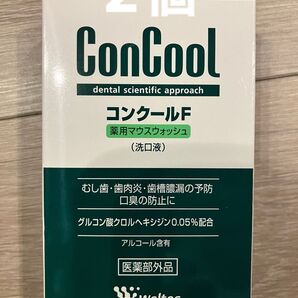 2個
ConCool
dental scientific approach
コンクールF
薬用マウスウォッシュ
(洗口液)
むし歯・歯肉炎・歯槽膿漏の予防
口臭の防止に
グルコン酸クロルヘキシジン0.05%配合
アルコール含有
医薬部外品